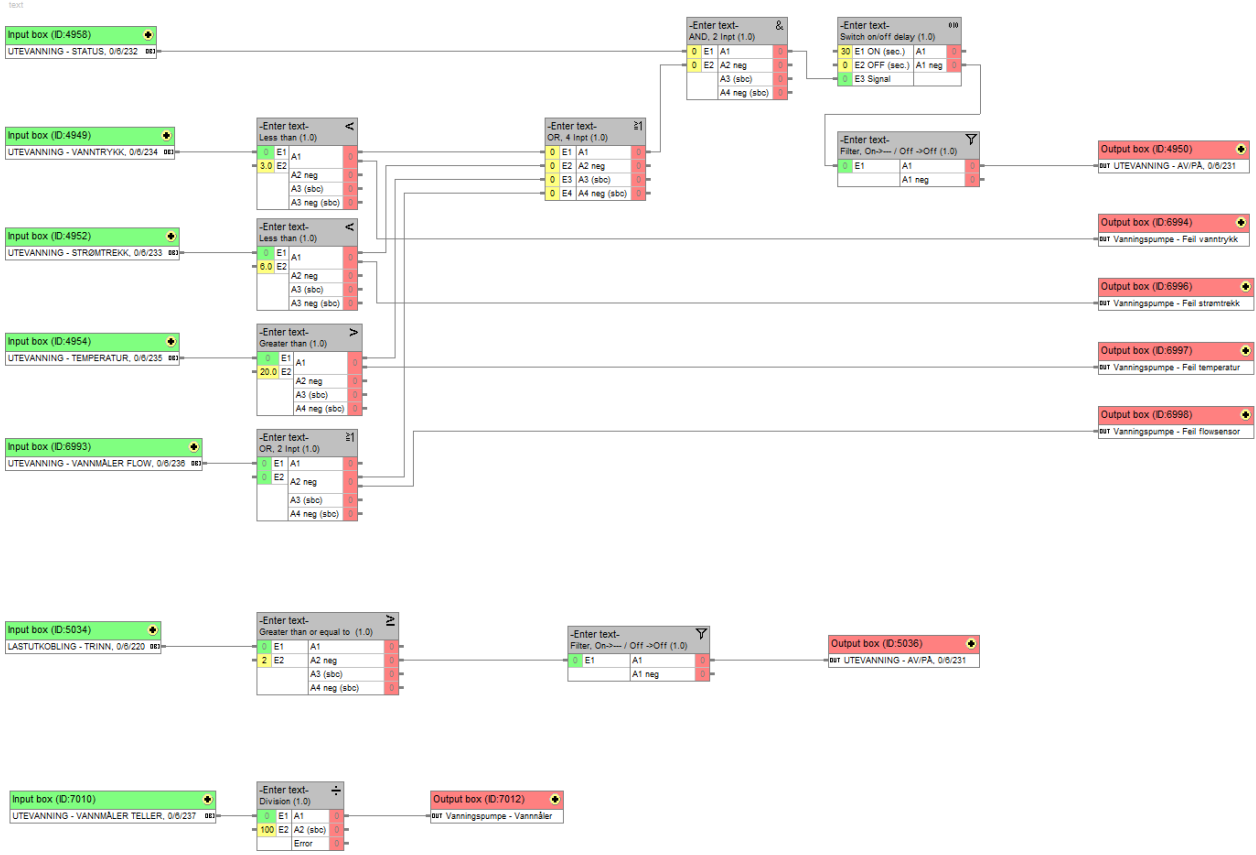 text
Input box (ID:4958)
UTEVANNING - STATUS, 0/6/232 OBJ
-Enter text- &
AND, 2 Inpt (1.0)
0 E1 A1 0
0 E2 A2 neg 0
A3 (sbc) 0
A4 neg (sbc) 0
-Enter text-
Switch on/off delay (1.0)
30 E1 ON (sec.) A1 0
0 E2 OFF (sec.) A1 neg 0
0 E3 Signal
Input box (ID:4949)
UTEVANNING - VANNTRYKK, 0/6/234 OBJ
-Enter text- <
Less than (1.0)
0 E1 A1 0
3.0 E2
A2 neg 0
A3 (sbc) 0
A3 neg (sbc) 0
-Enter text- ≥1
OR, 4 Inpt (1.0)
0 E1 A1 0
0 E2 A2 neg 0
0 E3 A3 (sbc) 0
0 E4 A4 neg (sbc) 0
-Enter text-
Filter, On->--- / Off ->Off (1.0)
0 E1 A1 0
A1 neg 0
Output box (ID:4950)
OUT UTEVANNING - AV/PÅ, 0/6/231
Input box (ID:4952)
UTEVANNING - STRØMTREKK, 0/6/233 OBJ
-Enter text- <
Less than (1.0)
0 E1 A1 0
6.0 E2
A2 neg 0
A3 (sbc) 0
A3 neg (sbc) 0
Output box (ID:6994)
OUT Vanningspumpe - Feil vanntrykk
Output box (ID:6996)
OUT Vanningspumpe - Feil strømtrekk
Input box (ID:4954)
UTEVANNING - TEMPERATUR, 0/6/235 OBJ
-Enter text- >
Greater than (1.0)
0 E1 A1 0
20.0 E2
A2 neg 0
A3 (sbc) 0
A4 neg (sbc) 0
Output box (ID:6997)
OUT Vanningspumpe - Feil temperatur
Input box (ID:6993)
UTEVANNING - VANNMÅLER FLOW, 0/6/236 OBJ
-Enter text- ≥1
OR, 2 Inpt (1.0)
0 E1 A1 0
0 E2 A2 neg 0
A3 (sbc) 0
A4 neg (sbc) 0
Output box (ID:6998)
OUT Vanningspumpe - Feil flowsensor
Input box (ID:5034)
LASTUTKOBLING - TRINN, 0/6/220 OBJ
-Enter text- ≥
Greater than or equal to (1.0)
0 E1 A1 0
2 E2 A2 neg 0
A3 (sbc) 0
A4 neg (sbc) 0
-Enter text-
Filter, On->--- / Off ->Off (1.0)
0 E1 A1 0
A1 neg 0
Output box (ID:5036)
OUT UTEVANNING - AV/PÅ, 0/6/231
Input box (ID:7010)
UTEVANNING - VANNMÅLER TELLER, 0/6/237 OBJ
-Enter text- ÷
Division (1.0)
0 E1 A1 0
100 E2 A2 (sbc) 0
Error 0
Output box (ID:7012)
OUT Vanningspumpe - Vannnåler